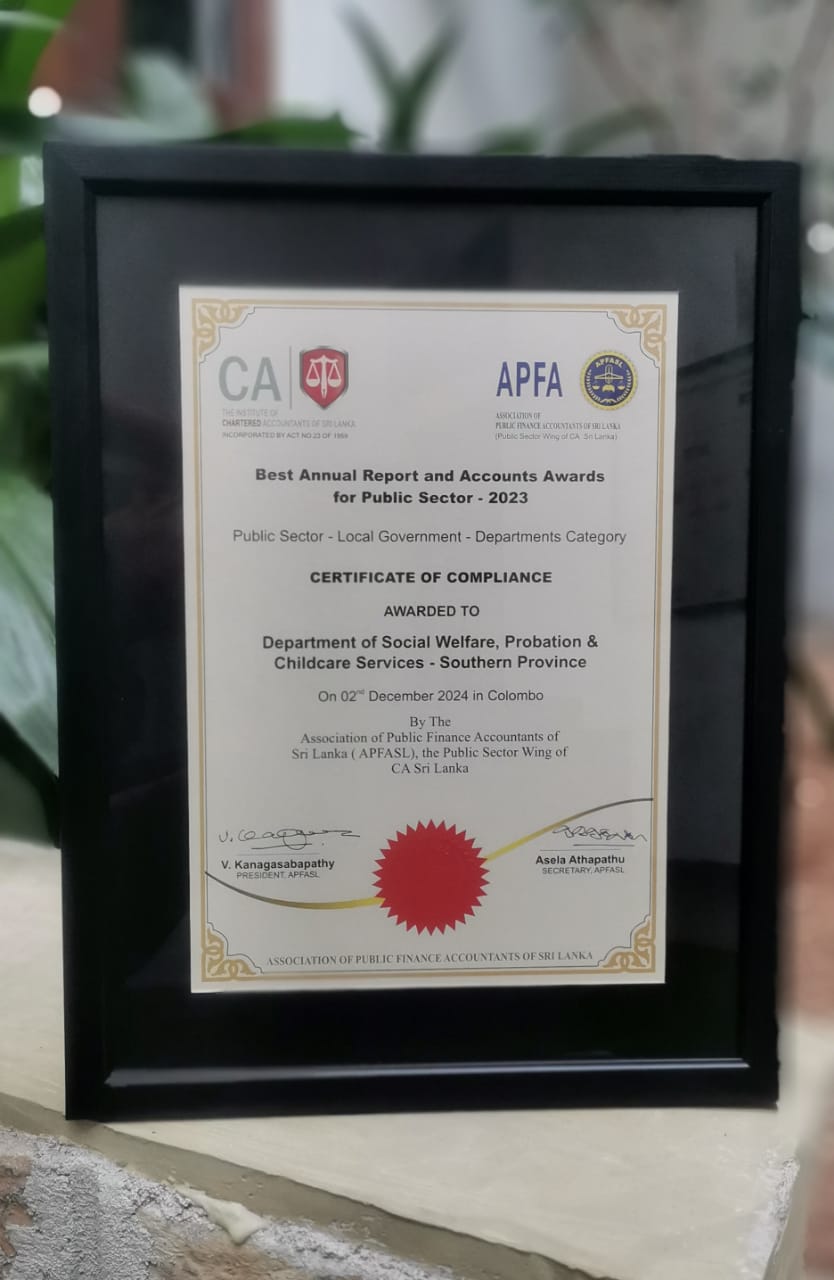 CA
THE INSTITUTE OF
CHARTERED ACCOUNTANTS OF SRI LANKA
INCORPORATED BY ACT NO.23 OF 1959
APFA
APFASL
ASSOCIATION OF
PUBLIC FINANCE ACCOUNTANTS OF SRI LANKA
(Public Sector Wing of CA Sri Lanka)
Best Annual Report and Accounts Awards
for Public Sector - 2023
Public Sector - Local Government - Departments Category
CERTIFICATE OF COMPLIANCE
AWARDED TO
Department of Social Welfare, Probation &
Childcare Services - Southern Province
On 02nd December 2024 in Colombo
By The
Association of Public Finance Accountants of
Sri Lanka ( APFASL), the Public Sector Wing of
CA Sri Lanka
V. Kanagasabapathy
PRESIDENT, APFASL
Asela Athapathu
SECRETARY, APFASL
ASSOCIATION OF PUBLIC FINANCE ACCOUNTANTS OF SRI LANKA